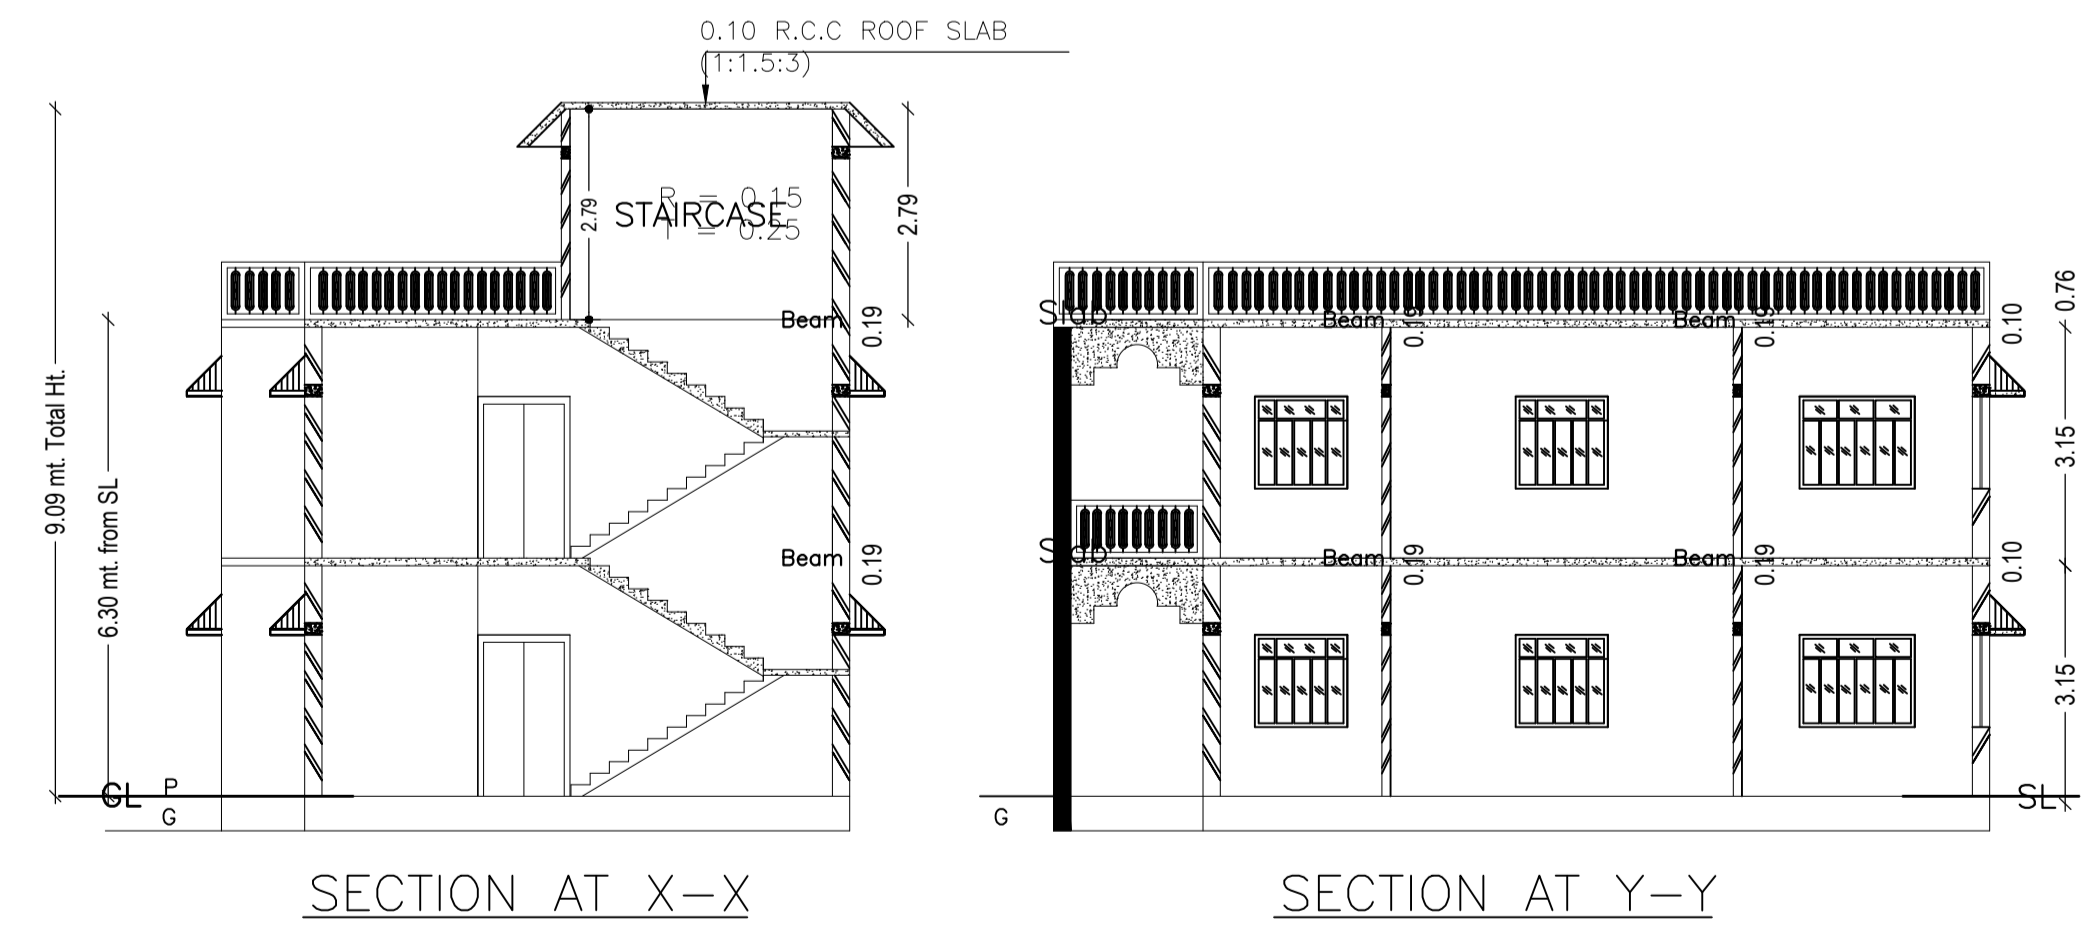 0.10 R.C.C ROOF SLAB
(1:1.5:3)
9.09 mt. Total Ht.
6.30 mt. from SL
2.79
STAIRCASE
R = 0.15
T = 0.25
2.79
Beam
0.19
Beam
0.19
GL
P
G
SECTION AT X-X
Slab
Beam
0.19
Beam
0.19
0.10
0.76
3.15
Slab
Beam
0.19
Beam
0.19
0.10
3.15
G
SL
SECTION AT Y-Y